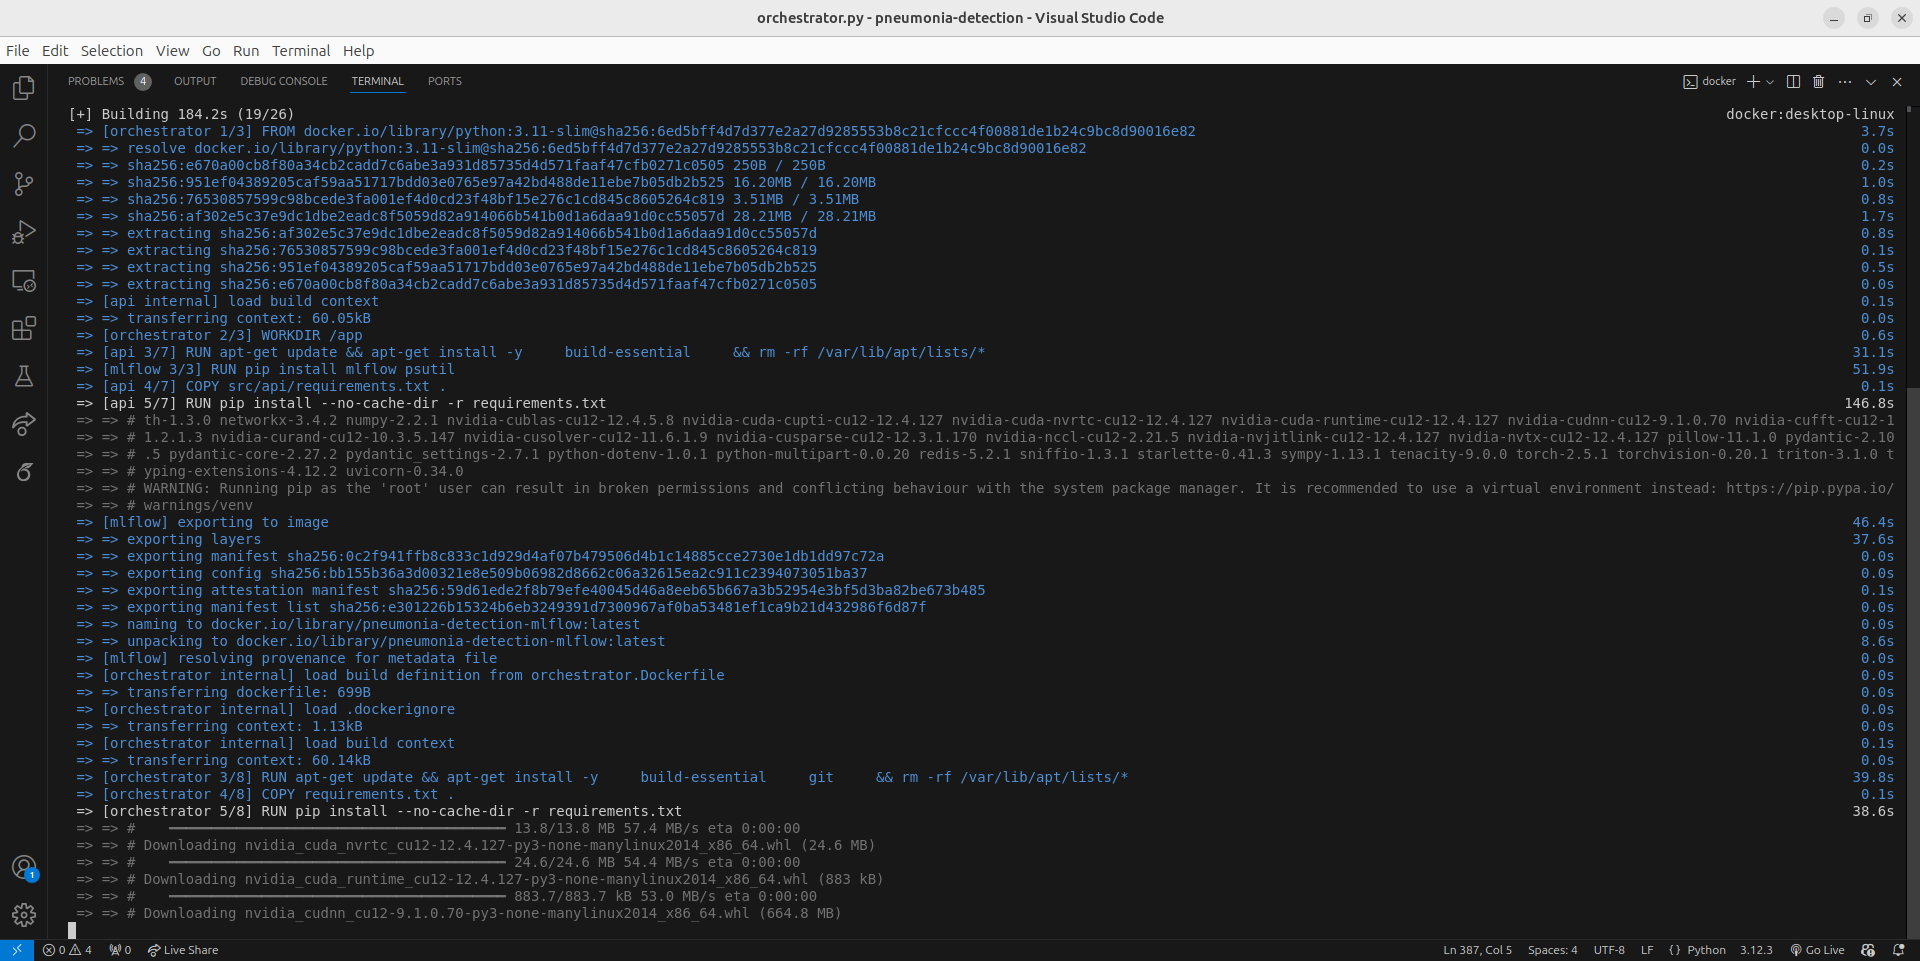 orchestrator.py - pneumonia-detection - Visual Studio Code
File Edit Selection View Go Run Terminal Help
PROBLEMS 4 OUTPUT DEBUG CONSOLE TERMINAL PORTS docker
[+] Building 184.2s (19/26) docker:desktop-linux
=> [orchestrator 1/3] FROM docker.io/library/python:3.11-slim@sha256:6ed5bff4d7d377e2a27d9285553b8c21cfccc4f00881de1b24c9bc8d90016e82 3.7s
=> => resolve docker.io/library/python:3.11-slim@sha256:6ed5bff4d7d377e2a27d9285553b8c21cfccc4f00881de1b24c9bc8d90016e82 0.0s
=> => sha256:e670a00cb8f80a34cb2cadd7c6abe3a931d85735d4d571faaf47cfb0271c0505 250B / 250B 0.2s
=> => sha256:951ef04389205caf59aa51717bdd03e0765e97a42bd488de11ebe7b05db2b525 16.20MB / 16.20MB 1.0s
=> => sha256:76530857599c98bcede3fa001ef4d0cd23f48bf15e276c1cd845c8605264c819 3.51MB / 3.51MB 0.8s
=> => sha256:af302e5c37e9dc1dbe2eadc8f5059d82a914066b541b0d1a6daa91d0cc55057d 28.21MB / 28.21MB 1.7s
=> => extracting sha256:af302e5c37e9dc1dbe2eadc8f5059d82a914066b541b0d1a6daa91d0cc55057d 0.8s
=> => extracting sha256:76530857599c98bcede3fa001ef4d0cd23f48bf15e276c1cd845c8605264c819 0.1s
=> => extracting sha256:951ef04389205caf59aa51717bdd03e0765e97a42bd488de11ebe7b05db2b525 0.5s
=> => extracting sha256:e670a00cb8f80a34cb2cadd7c6abe3a931d85735d4d571faaf47cfb0271c0505 0.0s
=> [api internal] load build context 0.1s
=> => transferring context: 60.05kB 0.0s
=> [orchestrator 2/3] WORKDIR /app 0.6s
=> [api 3/7] RUN apt-get update && apt-get install -y     build-essential     && rm -rf /var/lib/apt/lists/* 31.1s
=> [mlflow 3/3] RUN pip install mlflow psutil 51.9s
=> [api 4/7] COPY src/api/requirements.txt . 0.1s
=> [api 5/7] RUN pip install --no-cache-dir -r requirements.txt 146.8s
=> => # th-1.3.0 networkx-3.4.2 numpy-2.2.1 nvidia-cublas-cu12-12.4.5.8 nvidia-cuda-cupti-cu12-12.4.127 nvidia-cuda-nvrtc-cu12-12.4.127 nvidia-cuda-runtime-cu12-12.4.127 nvidia-cudnn-cu12-9.1.0.70 nvidia-cufft-cu12-1
=> => # 1.2.1.3 nvidia-curand-cu12-10.3.5.147 nvidia-cusolver-cu12-11.6.1.9 nvidia-cusparse-cu12-12.3.1.170 nvidia-nccl-cu12-2.21.5 nvidia-nvjitlink-cu12-12.4.127 nvidia-nvtx-cu12-12.4.127 pillow-11.1.0 pydantic-2.10
=> => # .5 pydantic-core-2.27.2 pydantic_settings-2.7.1 python-dotenv-1.0.1 python-multipart-0.0.20 redis-5.2.1 sniffio-1.3.1 starlette-0.41.3 sympy-1.13.1 tenacity-9.0.0 torch-2.5.1 torchvision-0.20.1 triton-3.1.0 t
=> => # yping-extensions-4.12.2 uvicorn-0.34.0
=> => # WARNING: Running pip as the 'root' user can result in broken permissions and conflicting behaviour with the system package manager. It is recommended to use a virtual environment instead: https://pip.pypa.io/
=> => # warnings/venv
=> [mlflow] exporting to image 46.4s
=> => exporting layers 37.6s
=> => exporting manifest sha256:0c2f941ffb8c833c1d929d4af07b479506d4b1c14885cce2730e1db1dd97c72a 0.0s
=> => exporting config sha256:bb155b36a3d00321e8e509b06982d8662c06a32615ea2c911c2394073051ba37 0.0s
=> => exporting attestation manifest sha256:59d61ede2f8b79efe40045d46a8eeb65b667a3b52954e3bf5d3ba82be673b485 0.1s
=> => exporting manifest list sha256:e301226b15324b6eb3249391d7300967af0ba53481ef1ca9b21d432986f6d87f 0.0s
=> => naming to docker.io/library/pneumonia-detection-mlflow:latest 0.0s
=> => unpacking to docker.io/library/pneumonia-detection-mlflow:latest 8.6s
=> [mlflow] resolving provenance for metadata file 0.0s
=> [orchestrator internal] load build definition from orchestrator.Dockerfile 0.0s
=> => transferring dockerfile: 699B 0.0s
=> [orchestrator internal] load .dockerignore 0.0s
=> => transferring context: 1.13kB 0.0s
=> [orchestrator internal] load build context 0.1s
=> => transferring context: 60.14kB 0.0s
=> [orchestrator 3/8] RUN apt-get update && apt-get install -y     build-essential     git     && rm -rf /var/lib/apt/lists/* 39.8s
=> [orchestrator 4/8] COPY requirements.txt . 0.1s
=> [orchestrator 5/8] RUN pip install --no-cache-dir -r requirements.txt 38.6s
=> => #    ━━━━━━━━━━━━━━━━━━━━━━━━━━━━━━━━━━━━━━━━ 13.8/13.8 MB 57.4 MB/s eta 0:00:00
=> => # Downloading nvidia_cuda_nvrtc_cu12-12.4.127-py3-none-manylinux2014_x86_64.whl (24.6 MB)
=> => #    ━━━━━━━━━━━━━━━━━━━━━━━━━━━━━━━━━━━━━━━━ 24.6/24.6 MB 54.4 MB/s eta 0:00:00
=> => # Downloading nvidia_cuda_runtime_cu12-12.4.127-py3-none-manylinux2014_x86_64.whl (883 kB)
=> => #    ━━━━━━━━━━━━━━━━━━━━━━━━━━━━━━━━━━━━━━━━ 883.7/883.7 kB 53.0 MB/s eta 0:00:00
=> => # Downloading nvidia_cudnn_cu12-9.1.0.70-py3-none-manylinux2014_x86_64.whl (664.8 MB)
1
0 4 0 Live Share Ln 387, Col 5 Spaces: 4 UTF-8 LF {} Python 3.12.3 Go Live